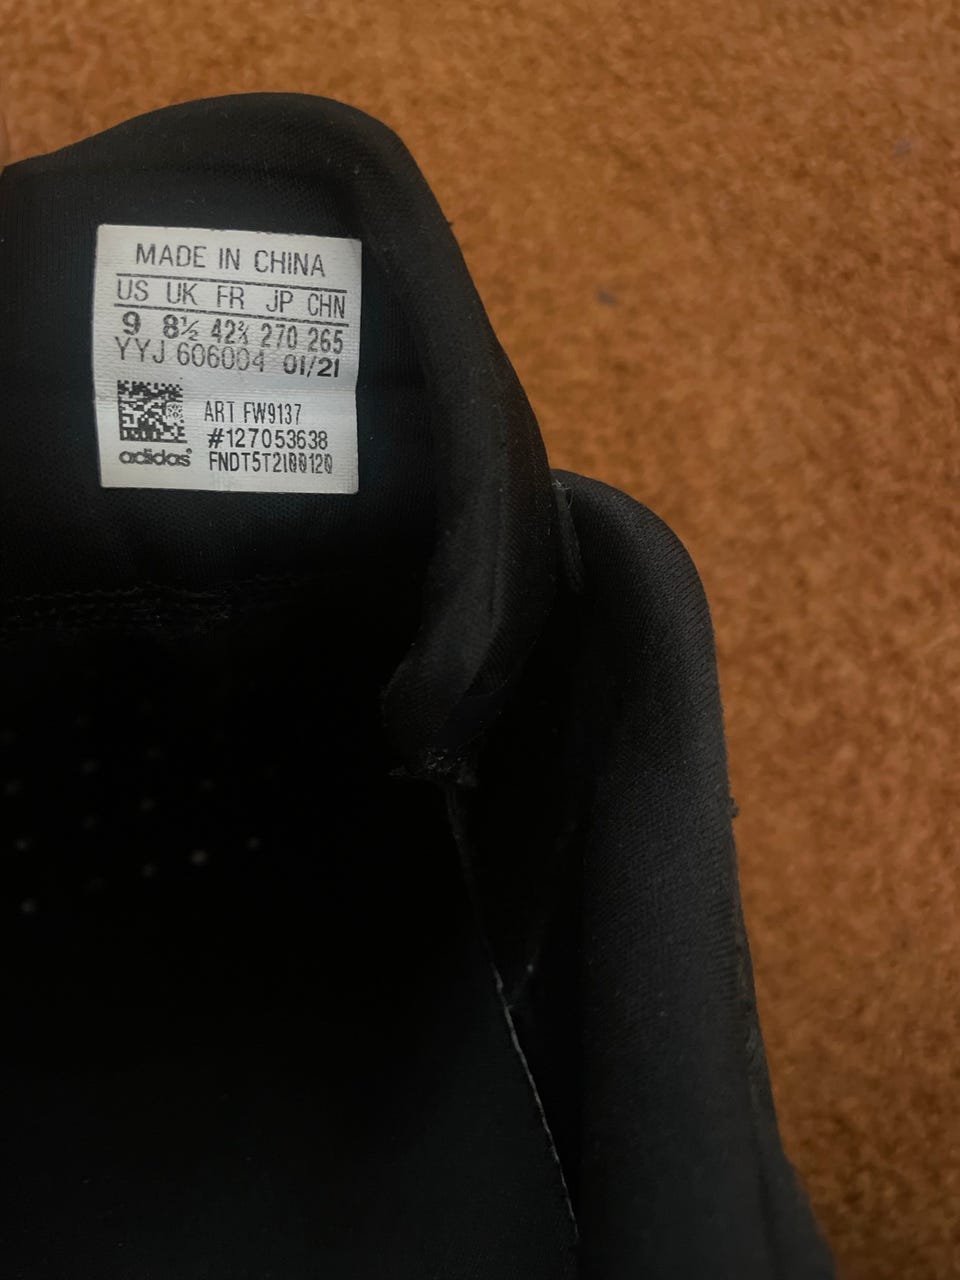 MADE IN CHINA
US UK FR JP CHN
9 8½ 42⅔ 270 265
YYJ 606004 01/21
ART FW9137
#127053638
adidas® FNDT5T2100120